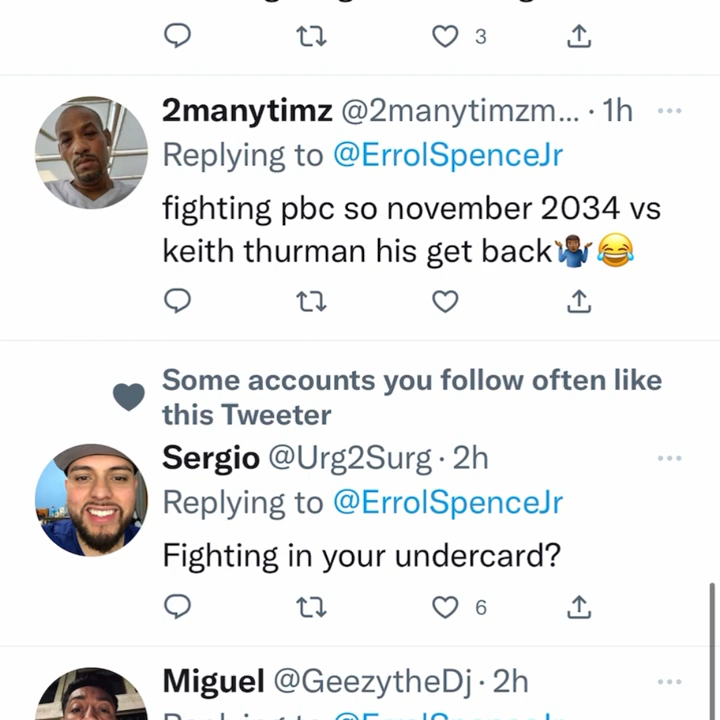 3
2manytimz @2manytimzm... · 1h
Replying to @ErrolSpenceJr
fighting pbc so november 2034 vs
keith thurman his get back🤷🏾‍♂️😂
Some accounts you follow often like
this Tweeter
Sergio @Urg2Surg · 2h
Replying to @ErrolSpenceJr
Fighting in your undercard?
6
Miguel @GeezytheDj · 2h